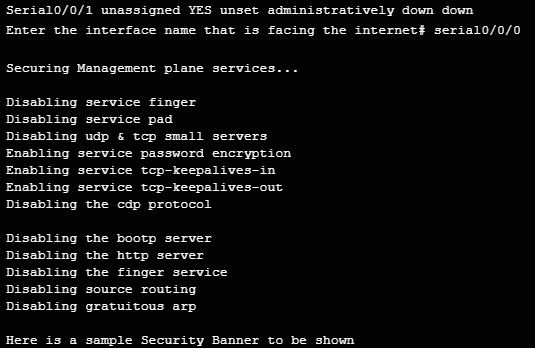 Serial0/0/1 unassigned YES unset administratively down down
Enter the interface name that is facing the internet# serial0/0/0
Securing Management plane services...
Disabling service finger
Disabling service pad
Disabling udp & tcp small servers
Enabling service password encryption
Enabling service tcp-keepalives-in
Enabling service tcp-keepalives-out
Disabling the cdp protocol
Disabling the bootp server
Disabling the http server
Disabling the finger service
Disabling source routing
Disabling gratuitous arp
Here is a sample Security Banner to be shown